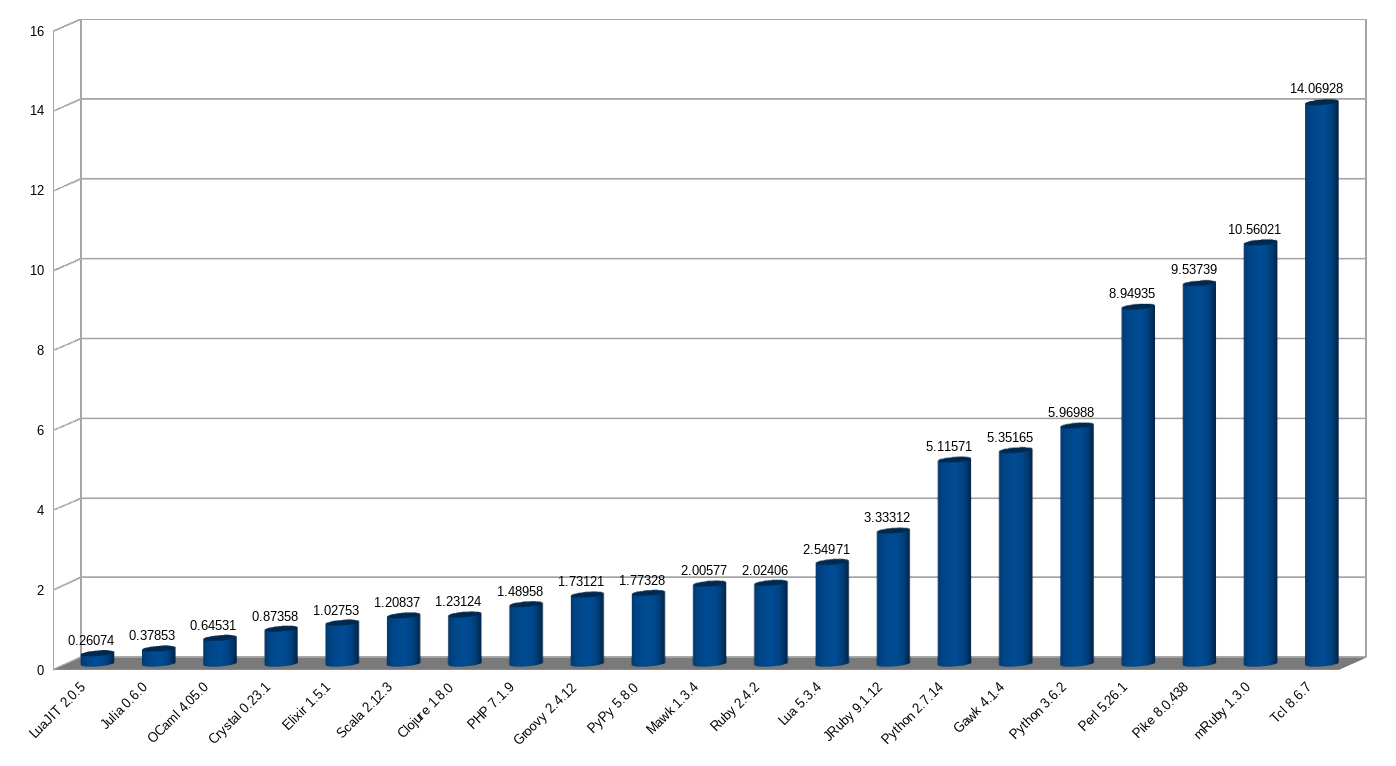 16
14
12
10
8
6
4
2
0
0.26074
0.37853
0.64531
0.87358
1.02753
1.20837
1.23124
1.48958
1.73121
1.77328
2.00577
2.02406
2.54971
3.33312
5.11571
5.35165
5.96988
8.94935
9.53739
10.56021
14.06928
LuaJIT 2.0.5
Julia 0.6.0
OCaml 4.05.0
Crystal 0.23.1
Elixir 1.5.1
Scala 2.12.3
Clojure 1.8.0
PHP 7.1.9
Groovy 2.4.12
PyPy 5.8.0
Mawk 1.3.4
Ruby 2.4.2
Lua 5.3.4
JRuby 9.1.12
Python 2.7.14
Gawk 4.1.4
Python 3.6.2
Perl 5.26.1
Pike 8.0.438
mRuby 1.3.0
Tcl 8.6.7